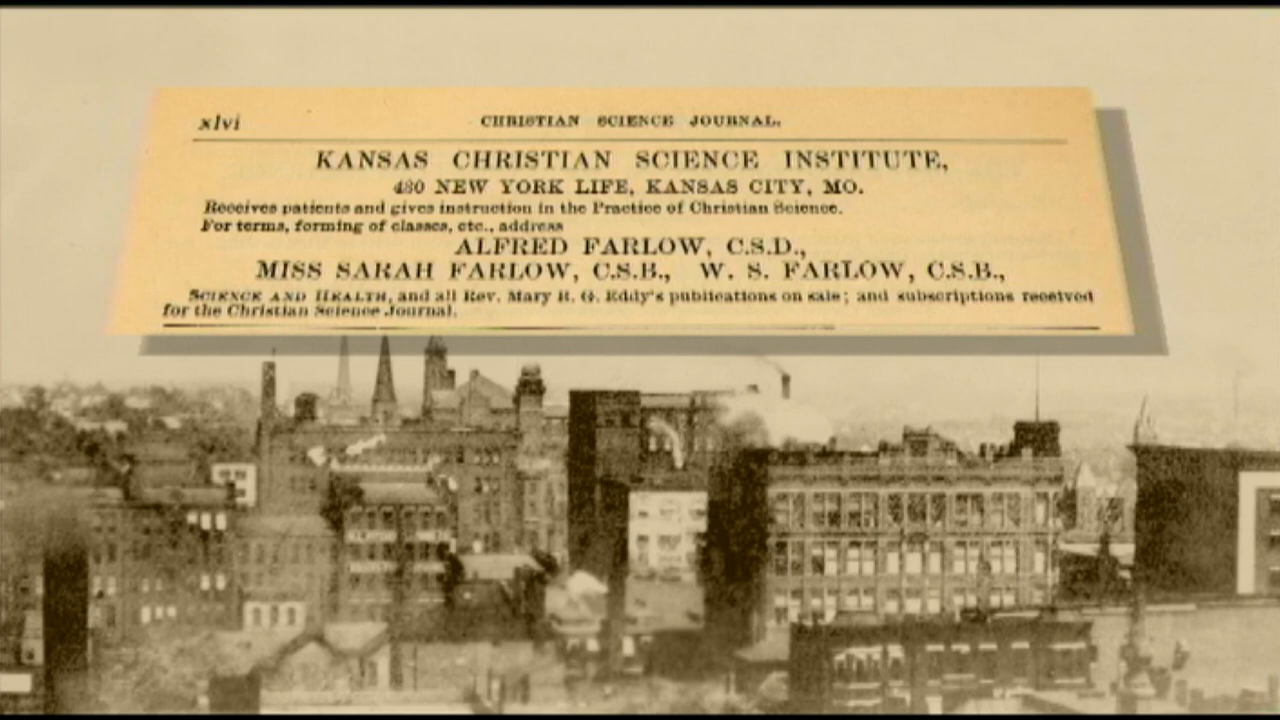 xlvi CHRISTIAN SCIENCE JOURNAL.
KANSAS CHRISTIAN SCIENCE INSTITUTE,
430 NEW YORK LIFE, KANSAS CITY, MO.
Receives patients and gives instruction in the Practice of Christian Science.
For terms, forming of classes, etc., address
ALFRED FARLOW, C.S.D.,
MISS SARAH FARLOW, C.S.B., W. S. FARLOW, C.S.B.,
SCIENCE AND HEALTH, and all Rev. Mary B. G. Eddy's publications on sale; and subscriptions received
for the Christian Science Journal.